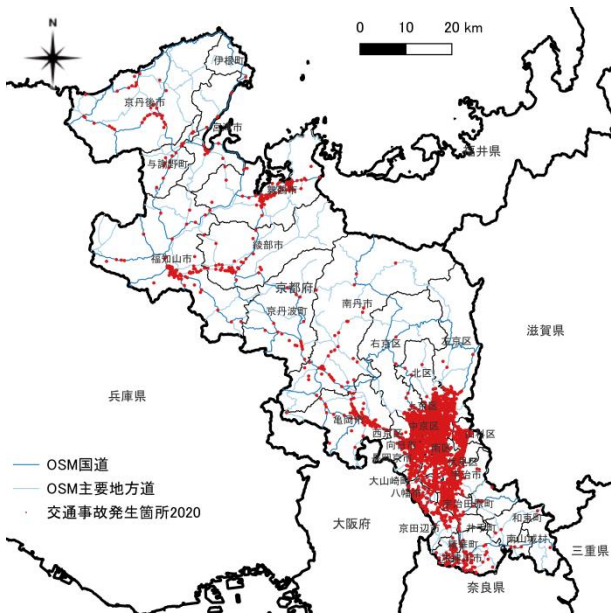 N
0 10 20 km
伊根町
京丹後市
宮津市
与謝野町
福井県
舞鶴市
綾部市
福知山市
京都府
京丹波町
南丹市
滋賀県
右京区
左京区
北区
兵庫県
亀岡市
中京区
西京区
OSM国道
OSM主要地方道
交通事故発生箇所2020
大山崎町
八幡市
宇治田原町
和束町
大阪府
京田辺市
井手町
南山城村
三重県
奈良県